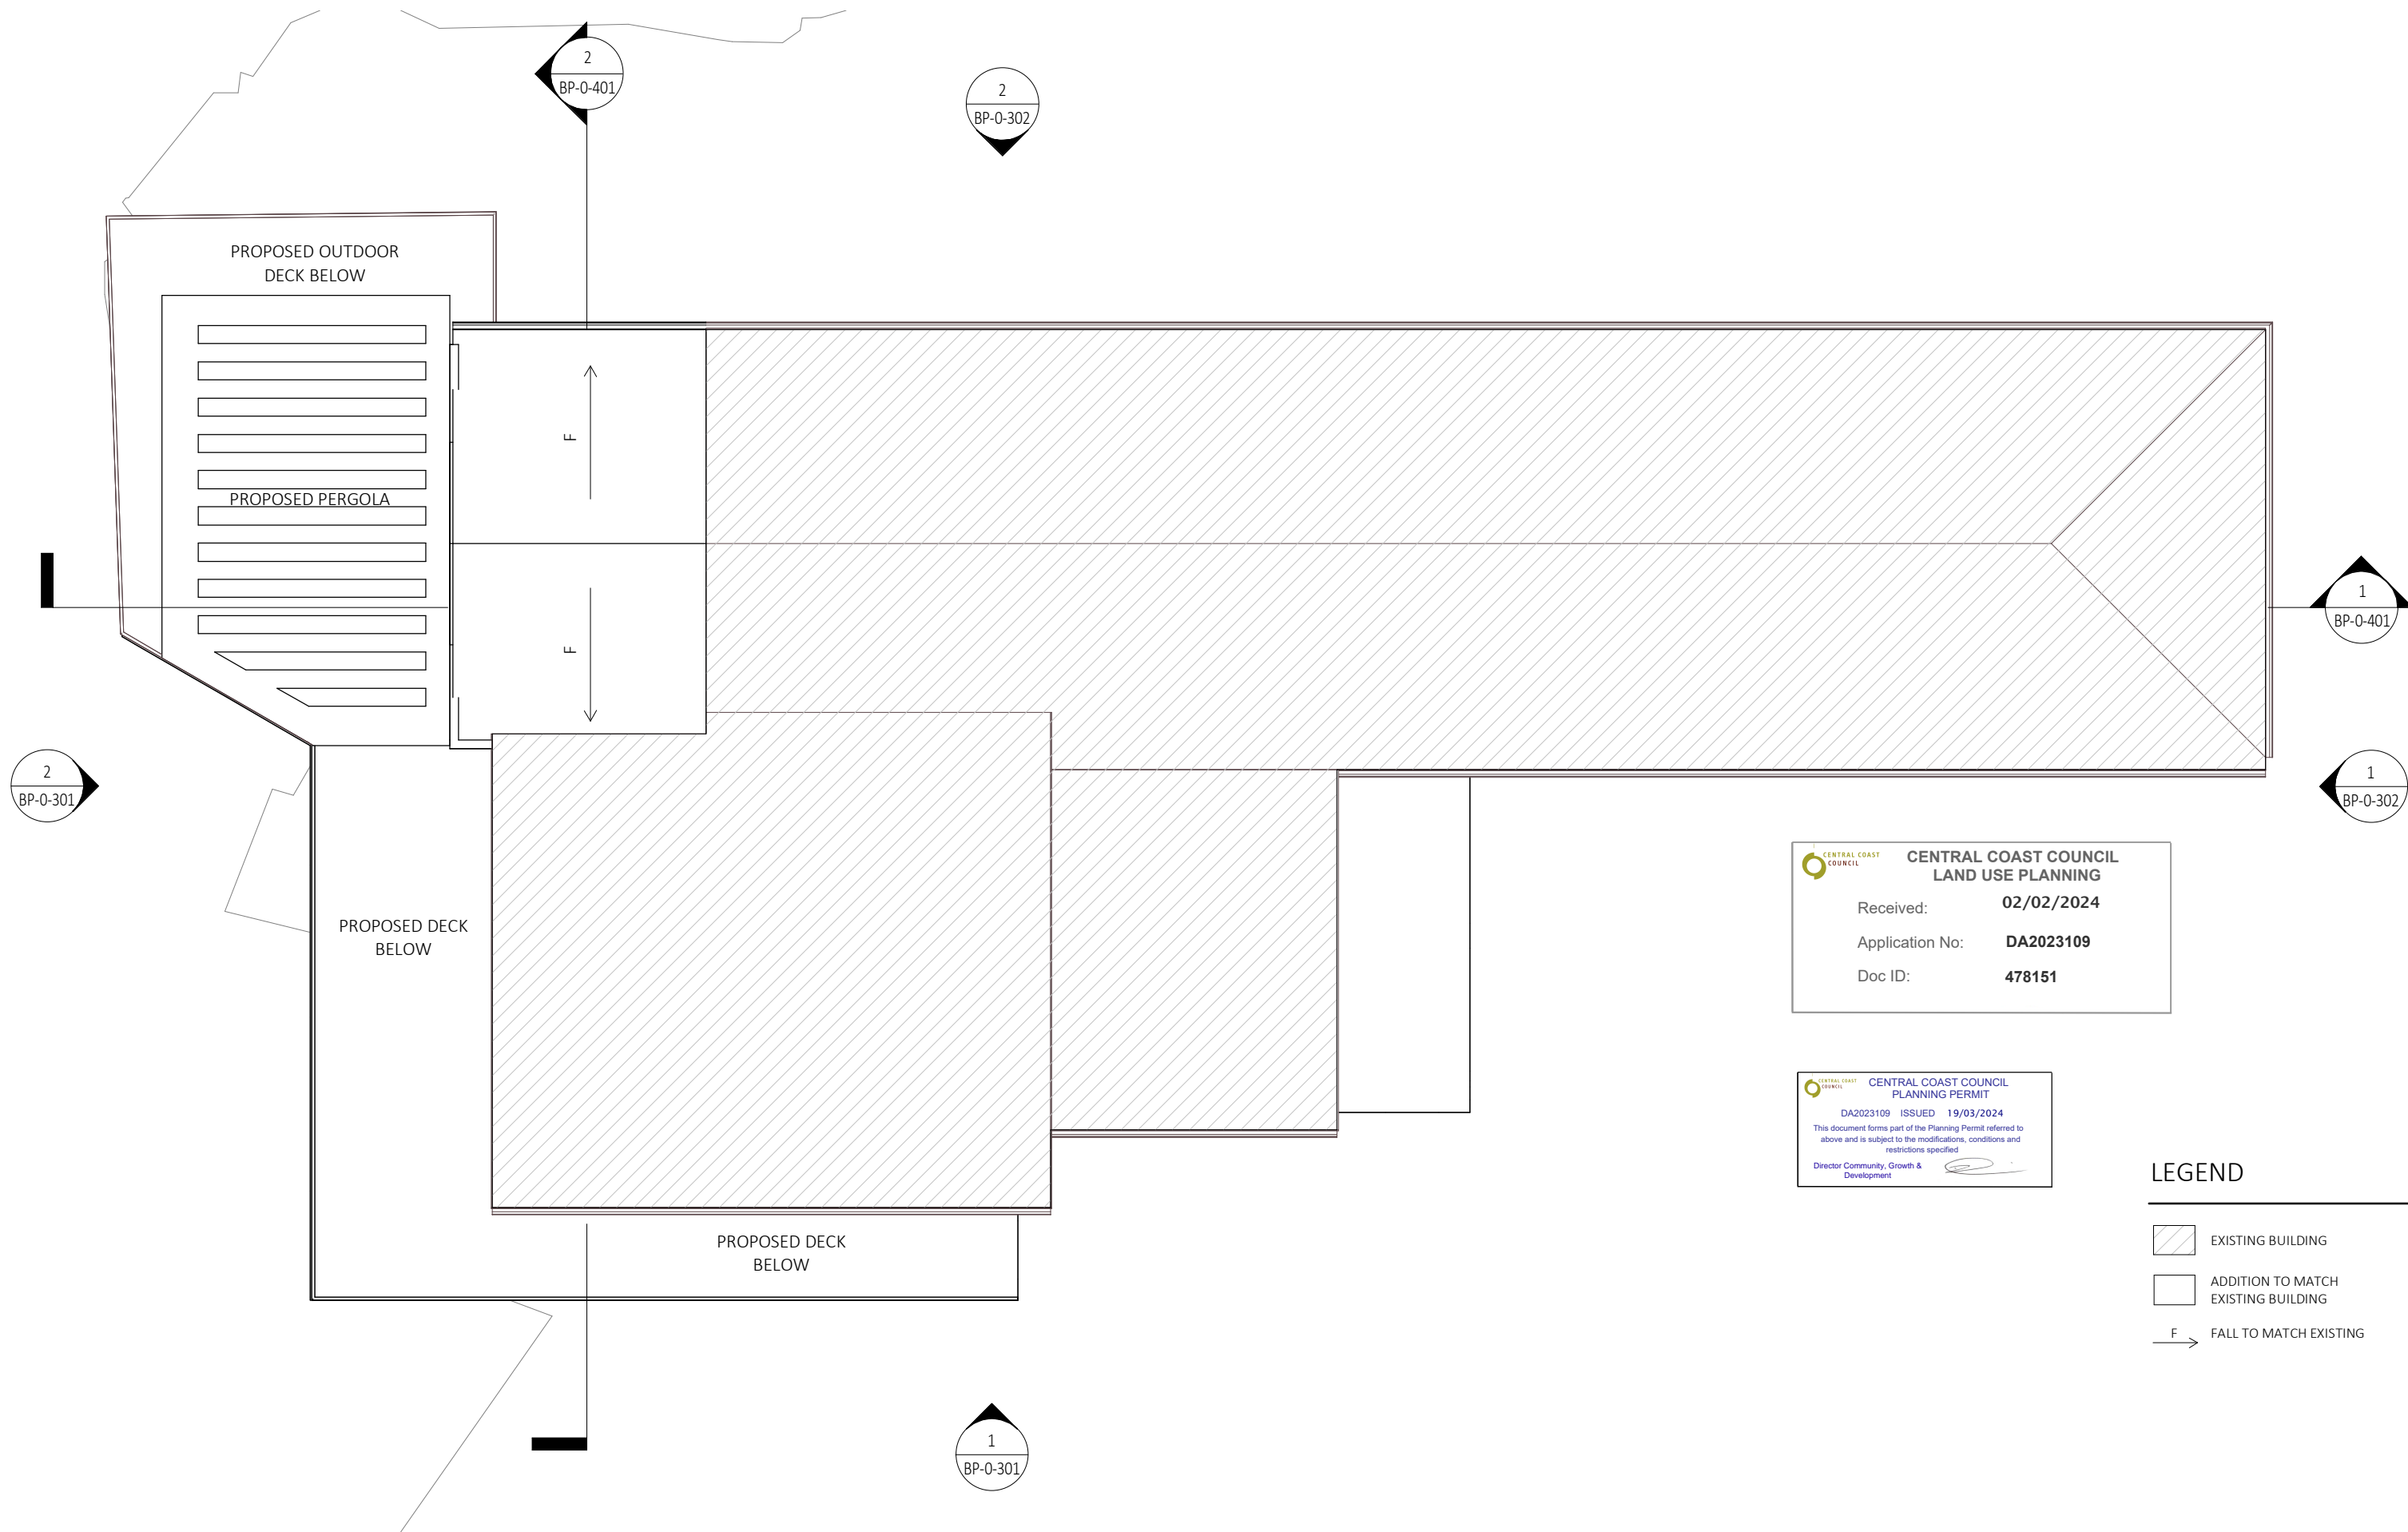 2
BP-0-401
2
BP-0-302
PROPOSED OUTDOOR
DECK BELOW
F
PROPOSED PERGOLA
F
1
BP-0-401
2
BP-0-301
1
BP-0-302
CENTRAL COAST
COUNCIL
CENTRAL COAST COUNCIL
LAND USE PLANNING
Received: 02/02/2024
Application No: DA2023109
Doc ID: 478151
PROPOSED DECK
BELOW
CENTRAL COAST
COUNCIL
CENTRAL COAST COUNCIL
PLANNING PERMIT
DA2023109 ISSUED 19/03/2024
This document forms part of the Planning Permit referred to
above and is subject to the modifications, conditions and
restrictions specified
Director Community, Growth &
Development
LEGEND
EXISTING BUILDING
ADDITION TO MATCH
EXISTING BUILDING
F FALL TO MATCH EXISTING
PROPOSED DECK
BELOW
1
BP-0-301